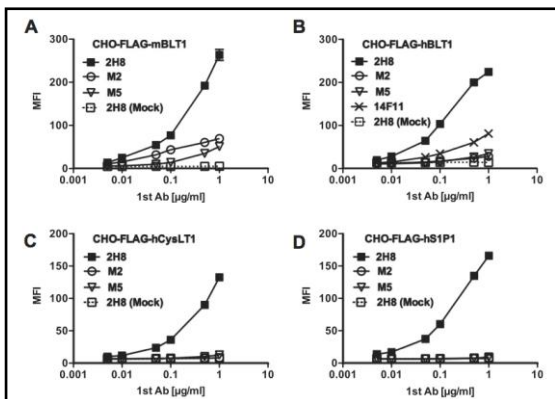 A
CHO-FLAG-mBLT1
2H8
M2
M5
2H8 (Mock)
MFI
300
200
100
0
0.001 0.01 0.1 1 10
1st Ab [µg/ml]
B
CHO-FLAG-hBLT1
2H8
M2
M5
14F11
2H8 (Mock)
MFI
300
200
100
0
0.001 0.01 0.1 1 10
1st Ab [µg/ml]
C
CHO-FLAG-hCysLT1
2H8
M2
M5
2H8 (Mock)
MFI
200
150
100
50
0
0.001 0.01 0.1 1 10
1st Ab [µg/ml]
D
CHO-FLAG-hS1P1
2H8
M2
M5
2H8 (Mock)
MFI
200
150
100
50
0
0.001 0.01 0.1 1 10
1st Ab [µg/ml]